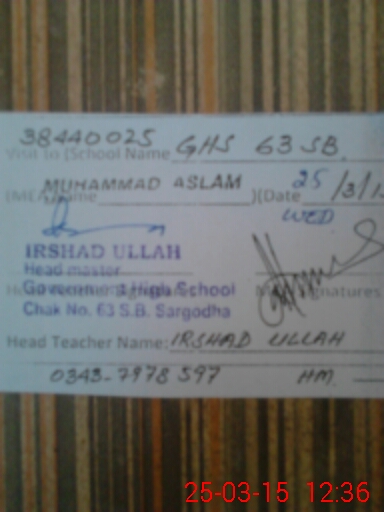 38440025
Visit to (School Name GHS 63 SB.
(MEA) Name MUHAMMAD ASLAM )(Date 25/3/1
WED
IRSHAD ULLAH
Head master
Government High School
Signatures
Chak No. 63 S.B. Sargodha
Head Teacher Name: IRSHAD ULLAH
0343-7978597 HM
25-03-15 12:36